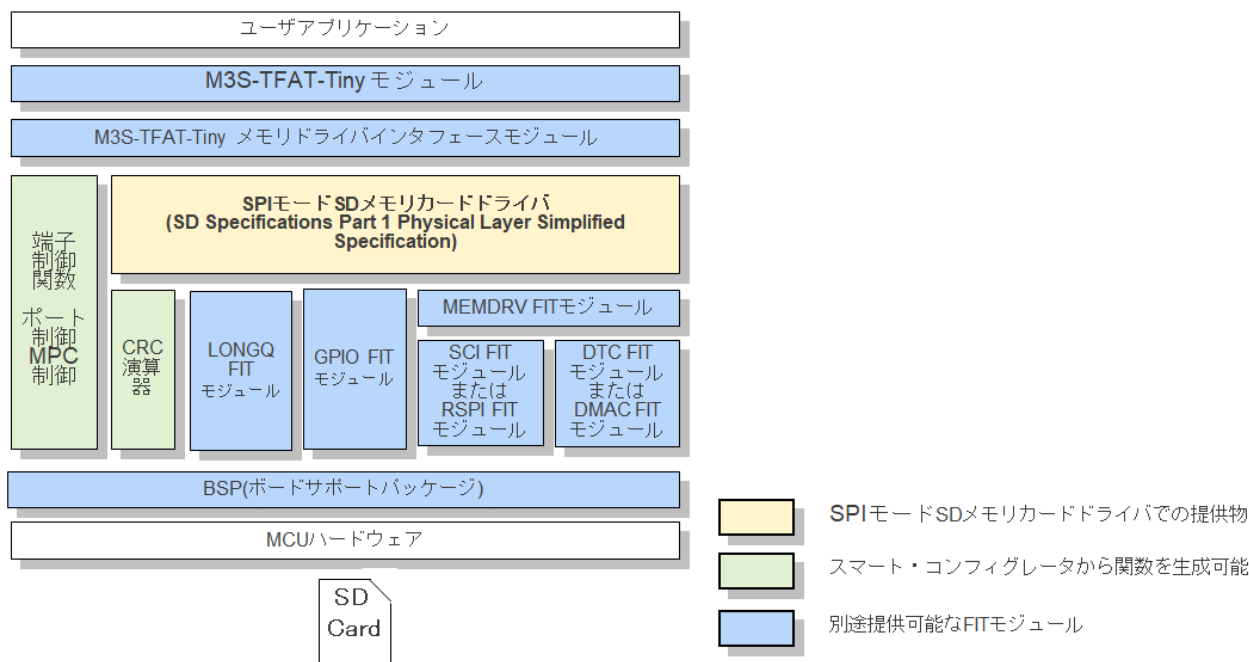 ユーザアプリケーション
M3S-TFAT-Tiny モジュール
M3S-TFAT-Tiny メモリドライバインタフェースモジュール
端子
制御
関数
ポート
制御
MPC
制御
SPIモードSDメモリカードドライバ
(SD Specifications Part 1 Physical Layer Simplified
Specification)
CRC
演算
器
LONGQ
FIT
モジュール
GPIO FIT
モジュール
MEMDRV FITモジュール
SCI FIT
モジュール
または
RSPI FIT
モジュール
DTC FIT
モジュール
または
DMAC FIT
モジュール
BSP(ボードサポートパッケージ)
MCUハードウェア
SD
Card
SPIモードSDメモリカードドライバでの提供物
スマート・コンフィグレータから関数を生成可能
別途提供可能なFITモジュール